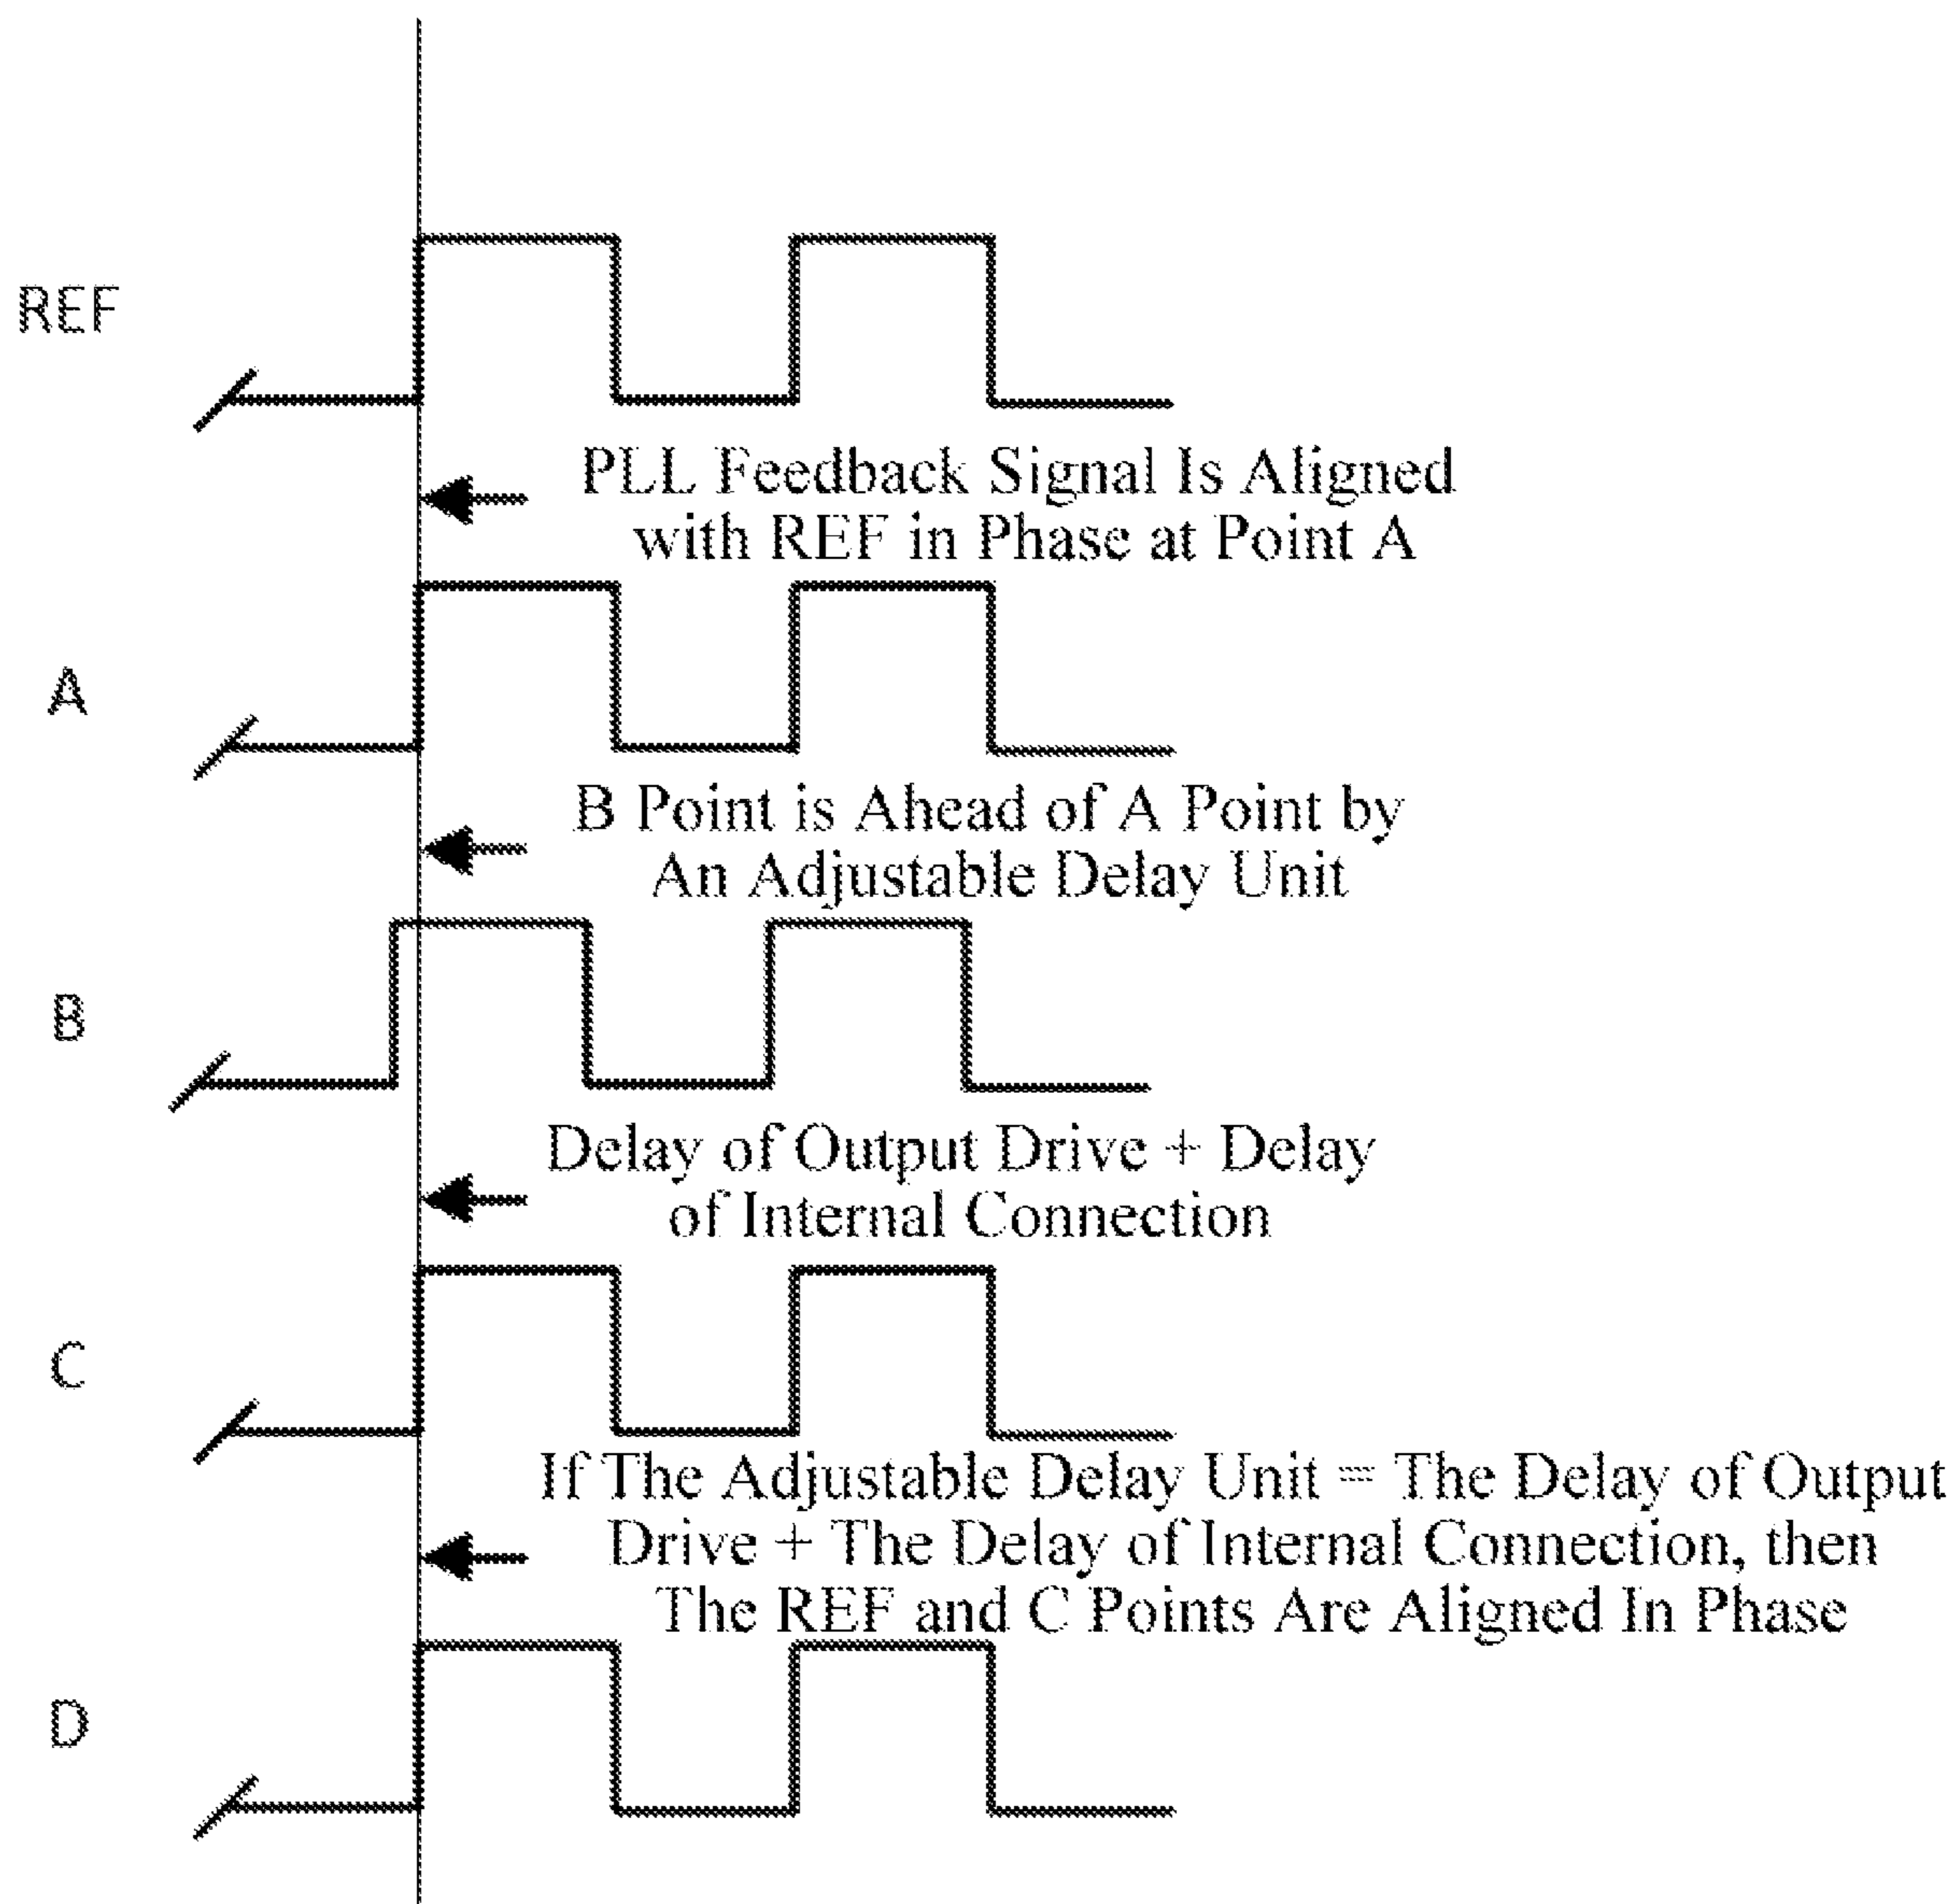 REF
PLL Feedback Signal Is Aligned
with REF in Phase at Point A
A
B Point is Ahead of A Point by
An Adjustable Delay Unit
B
Delay of Output Drive + Delay
of Internal Connection
C
If The Adjustable Delay Unit = The Delay of Output
Drive + The Delay of Internal Connection, then
The REF and C Points Are Aligned In Phase
D